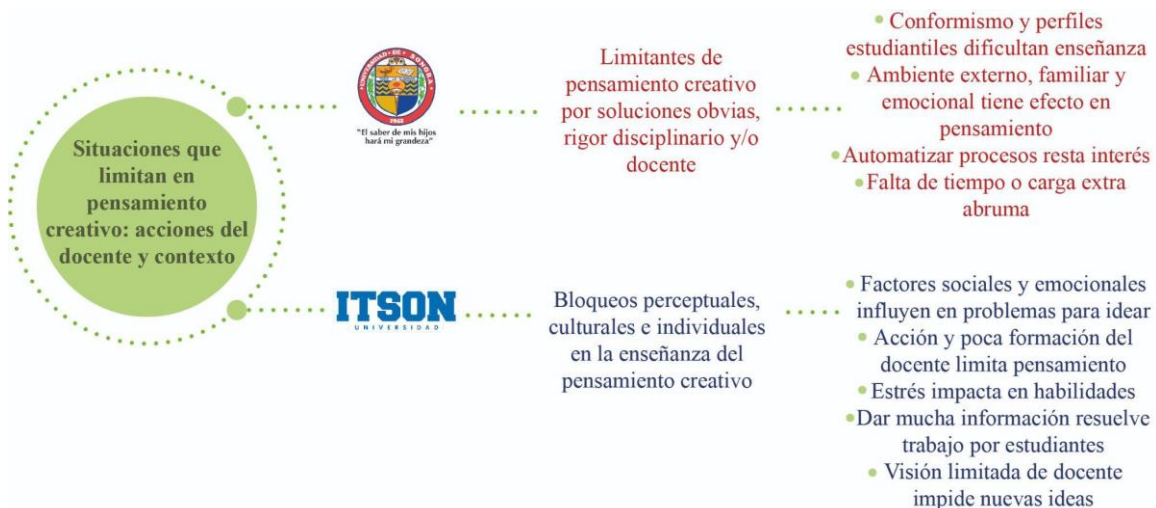 Situaciones que
limitan en
pensamiento
creativo: acciones del
docente y contexto
UNIVERSIDAD DE SONORA
1942
"El saber de mis hijos
hará mi grandeza"
Limitantes de
pensamiento creativo
por soluciones obvias,
rigor disciplinario y/o
docente
Conformismo y perfiles
estudiantiles dificultan enseñanza
Ambiente externo, familiar y
emocional tiene efecto en
pensamiento
Automatizar procesos resta interés
Falta de tiempo o carga extra
abruma
ITSON
UNIVERSIDAD
Bloqueos perceptuales,
culturales e individuales
en la enseñanza del
pensamiento creativo
Factores sociales y emocionales
influyen en problemas para idear
Acción y poca formación del
docente limita pensamiento
Estrés impacta en habilidades
Dar mucha información resuelve
trabajo por estudiantes
Visión limitada de docente
impide nuevas ideas